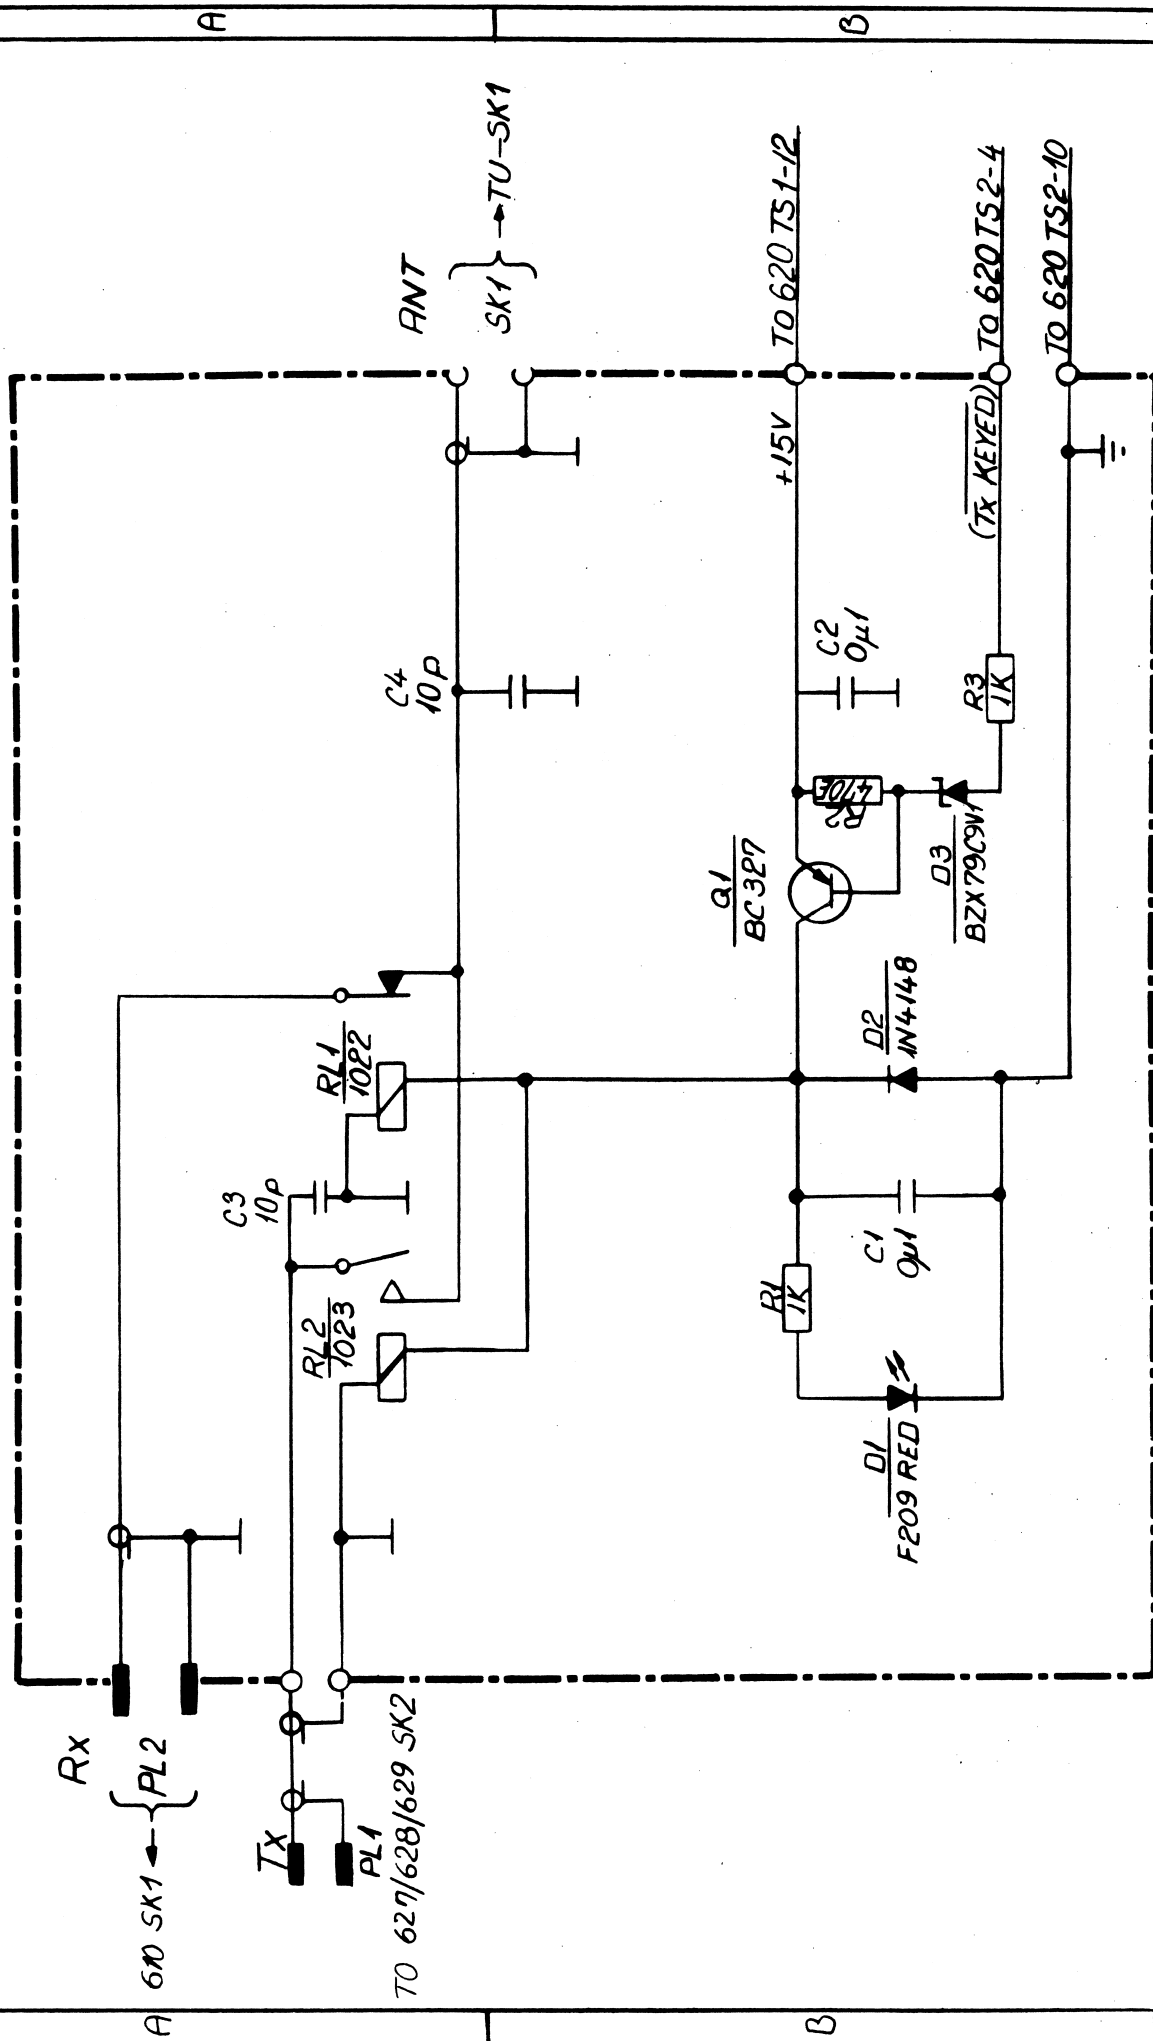 A
B
Rx
PL2
610 SK1
Tx
PL1
TO 627/628/629 SK2
RL2
1023
C3
10p
RL1
1022
C4
10p
ANT
SK1
TU-SK1
D1
F209 RED
R1
1K
C1
0µ1
D2
1N4148
Q1
BC327
R2
470E
D3
BZX79C9V1
C2
0µ1
R3
1K
+15V
(Tx KEYED)
TO 620 TS1-12
TO 620 TS2-4
TO 620 TS2-10
A
B